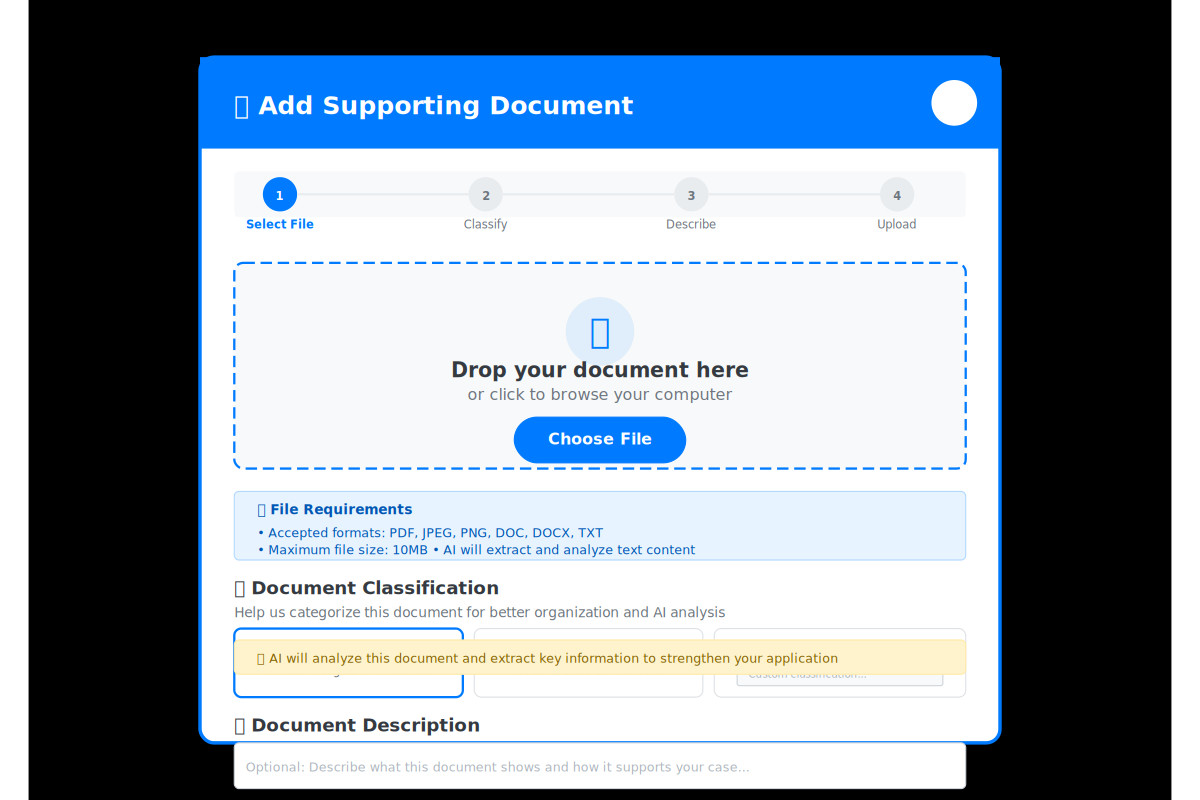 Add Supporting Document
1
2
3
4
Select File
Classify
Describe
Upload
Drop your document here
or click to browse your computer
Choose File
File Requirements
• Accepted formats: PDF, JPEG, PNG, DOC, DOCX, TXT
• Maximum file size: 10MB • AI will extract and analyze text content
Document Classification
Help us categorize this document for better organization and AI analysis
AI will analyze this document and extract key information to strengthen your application
Custom classification...
Document Description
Optional: Describe what this document shows and how it supports your case...